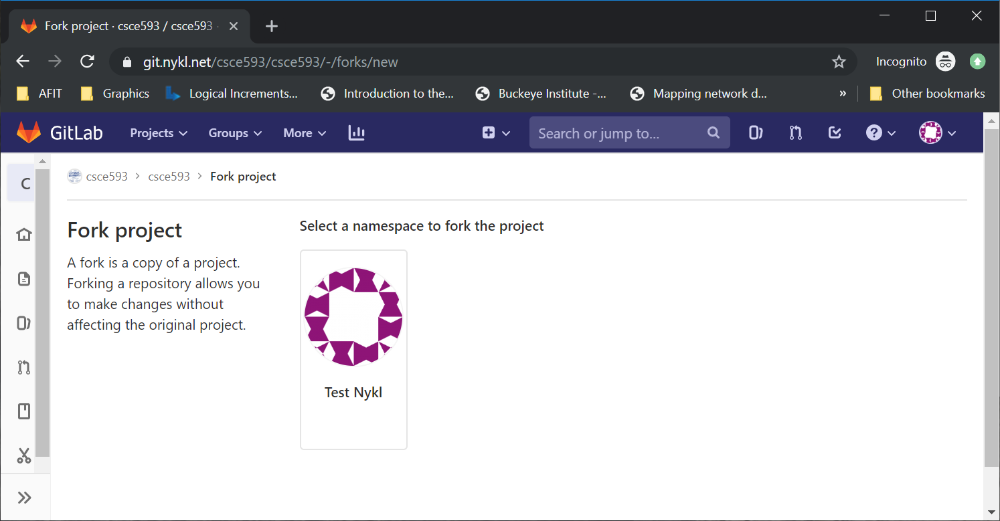 Fork project · csce593 / csce593 ·
git.nykl.net/csce593/csce593/-/forks/new
Incognito
AFIT
Graphics
Logical Increments...
Introduction to the...
Buckeye Institute -...
Mapping network d...
»
Other bookmarks
GitLab
Projects
Groups
More
Search or jump to...
?
C
csce593 > csce593 > Fork project
Fork project
A fork is a copy of a project.
Forking a repository allows you
to make changes without
affecting the original project.
Select a namespace to fork the project
Test Nykl